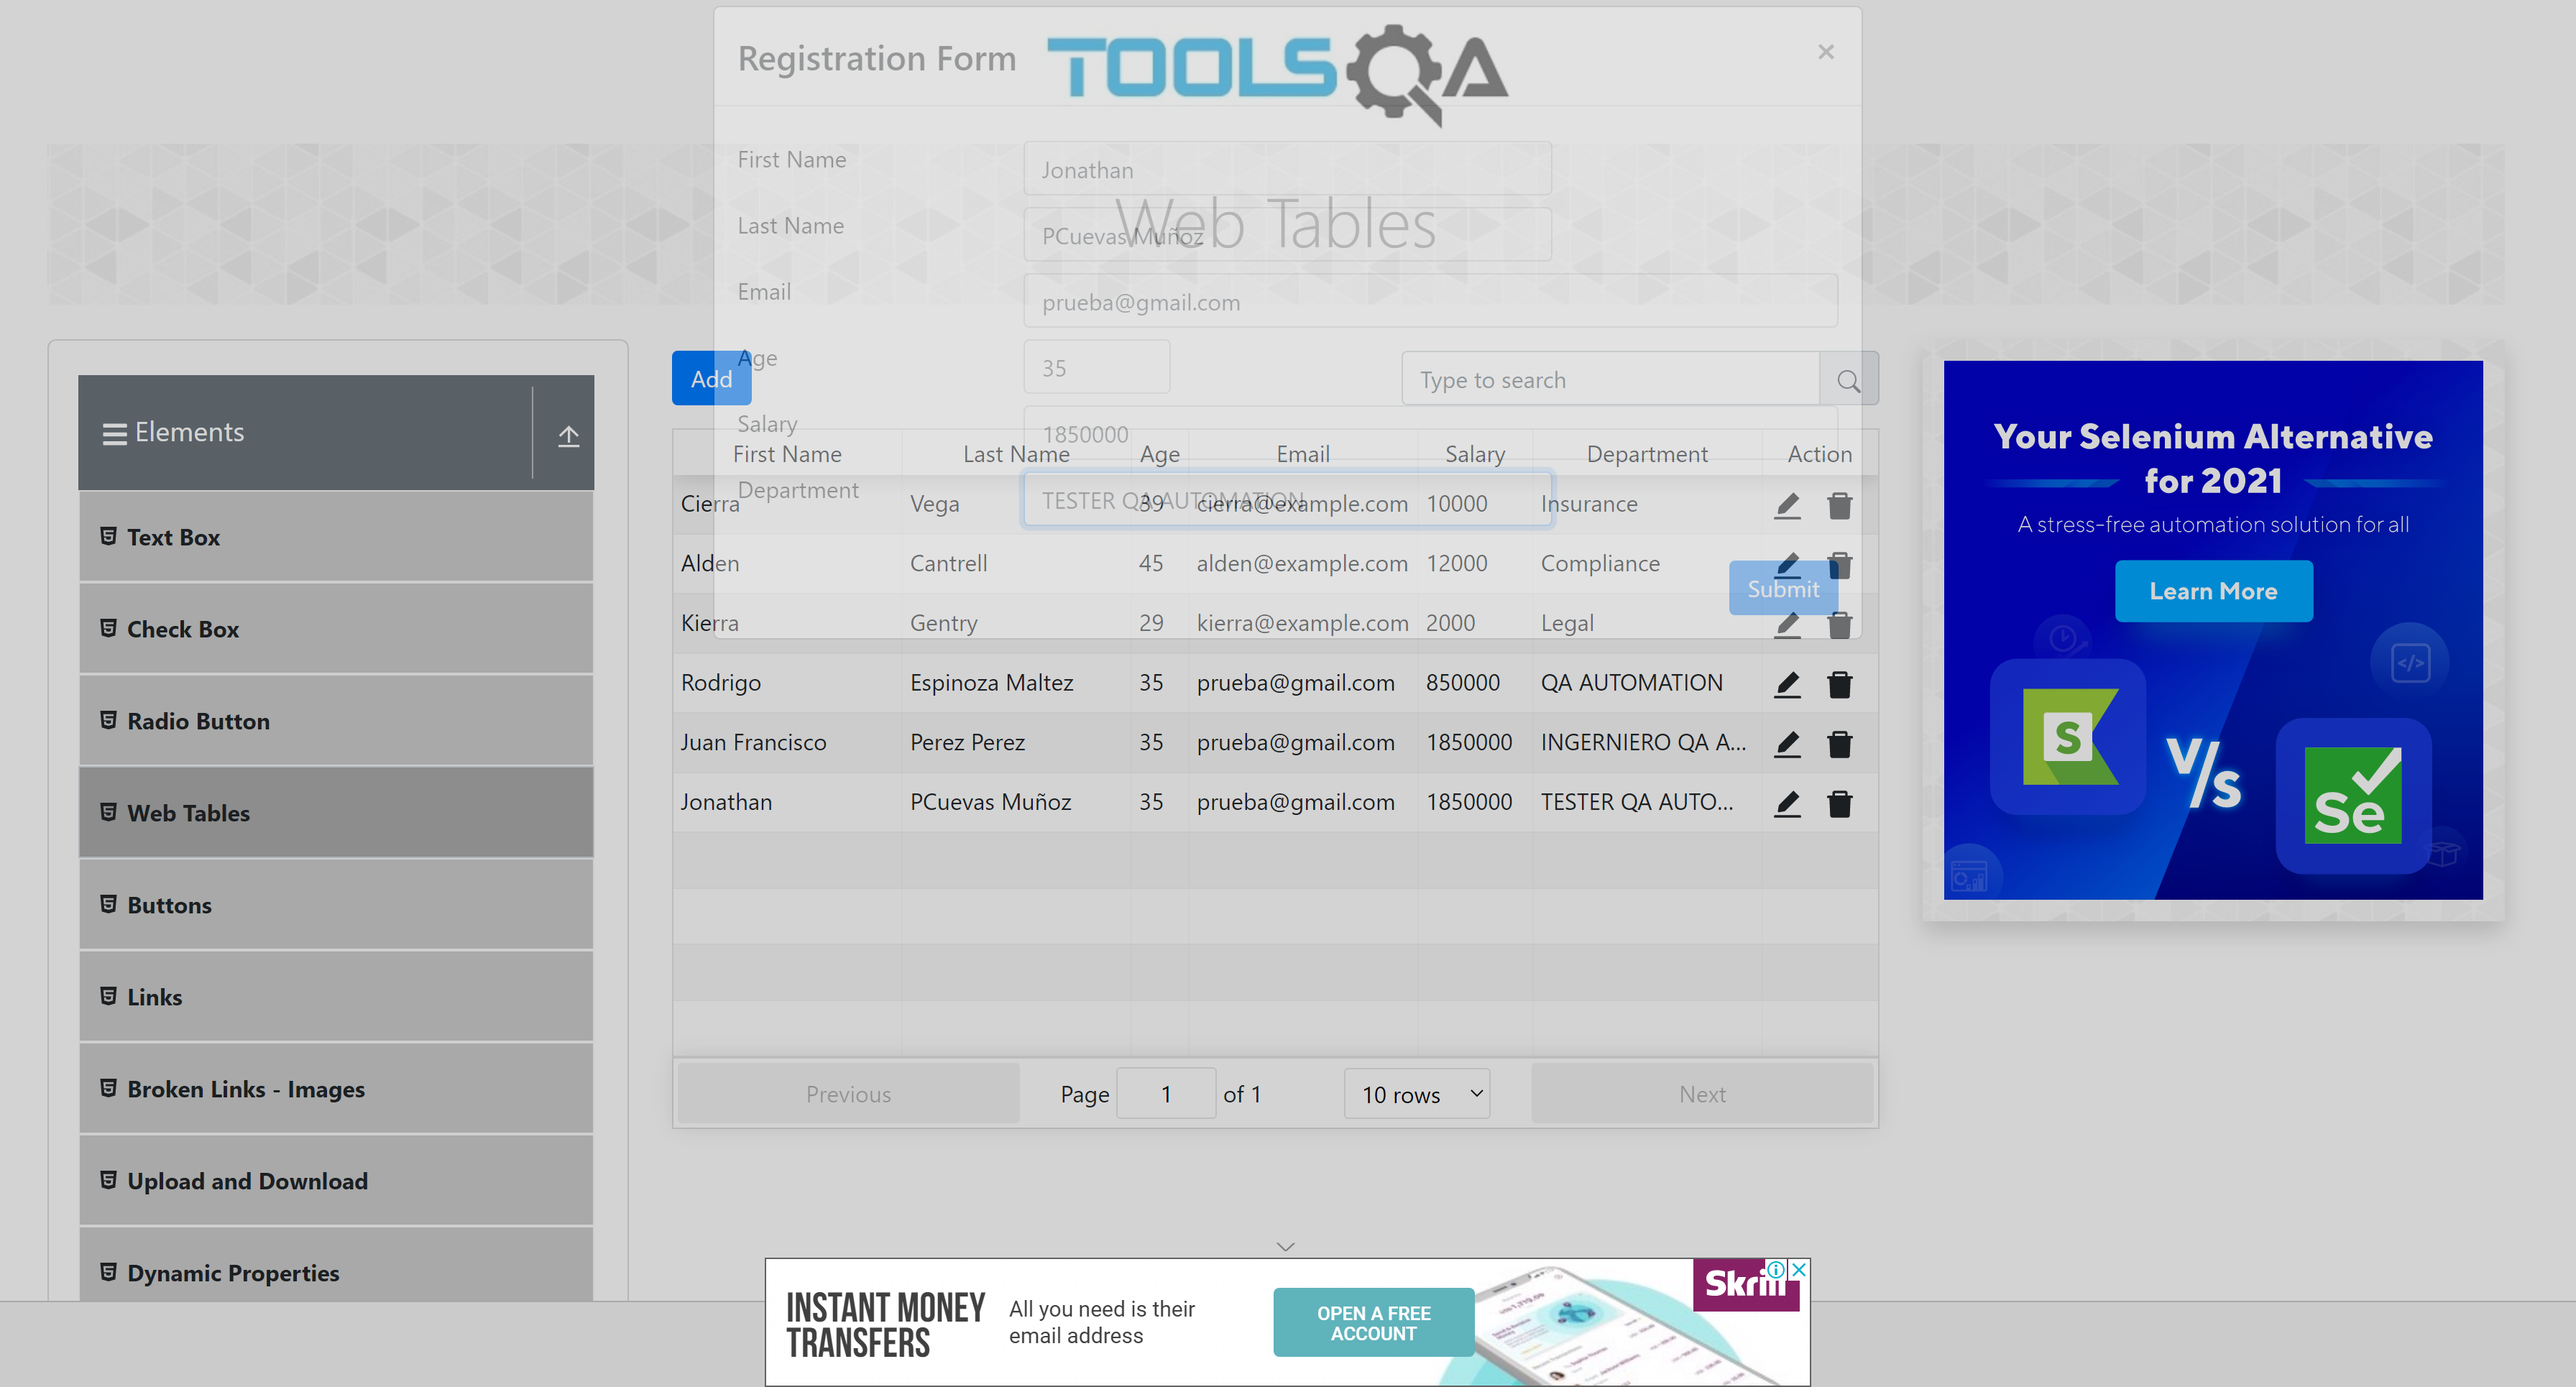 Registration Form
TOOLSQA
×
First Name
Jonathan
Web Tables
Last Name
PCuevas Muñoz
Email
prueba@gmail.com
Age
35
Add
Type to search
Salary
1850000
Department
TESTER QA AUTOMATION
Submit
Elements
Text Box
Check Box
Radio Button
Web Tables
Buttons
Links
Broken Links - Images
Upload and Download
Dynamic Properties
First Name Last Name Age Email Salary Department Action
Cierra Vega 39 cierra@example.com 10000 Insurance
Alden Cantrell 45 alden@example.com 12000 Compliance
Kierra Gentry 29 kierra@example.com 2000 Legal
Rodrigo Espinoza Maltez 35 prueba@gmail.com 850000 QA AUTOMATION
Juan Francisco Perez Perez 35 prueba@gmail.com 1850000 INGERNIERO QA A...
Jonathan PCuevas Muñoz 35 prueba@gmail.com 1850000 TESTER QA AUTO...
Previous Page 1 of 1 10 rows Next
Your Selenium Alternative
for 2021
A stress-free automation solution for all
Learn More
</>
S
V/S
Se
INSTANT MONEY
TRANSFERS
All you need is their
email address
OPEN A FREE
ACCOUNT
Skrill